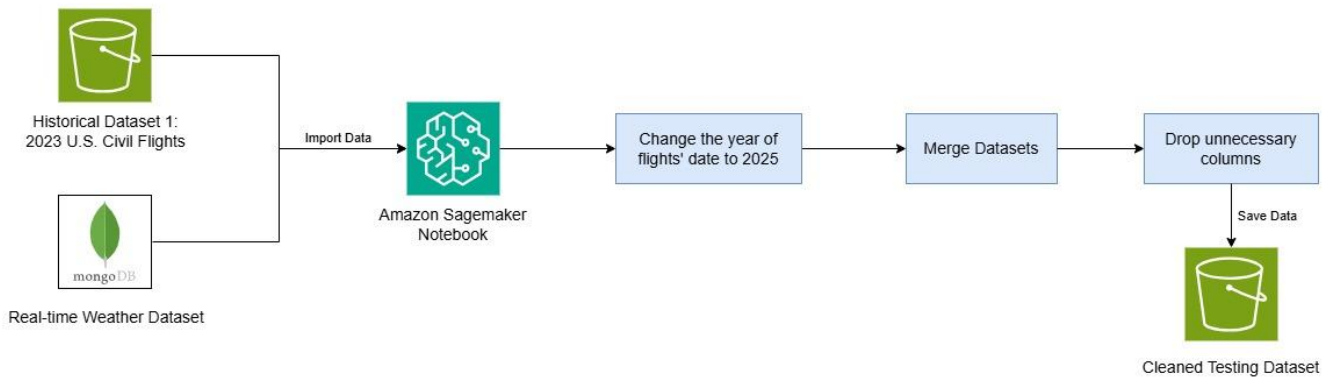 Historical Dataset 1:
2023 U.S. Civil Flights
mongoDB
Real-time Weather Dataset
Import Data
Amazon Sagemaker
Notebook
Change the year of
flights' date to 2025
Merge Datasets
Drop unnecessary
columns
Save Data
Cleaned Testing Dataset